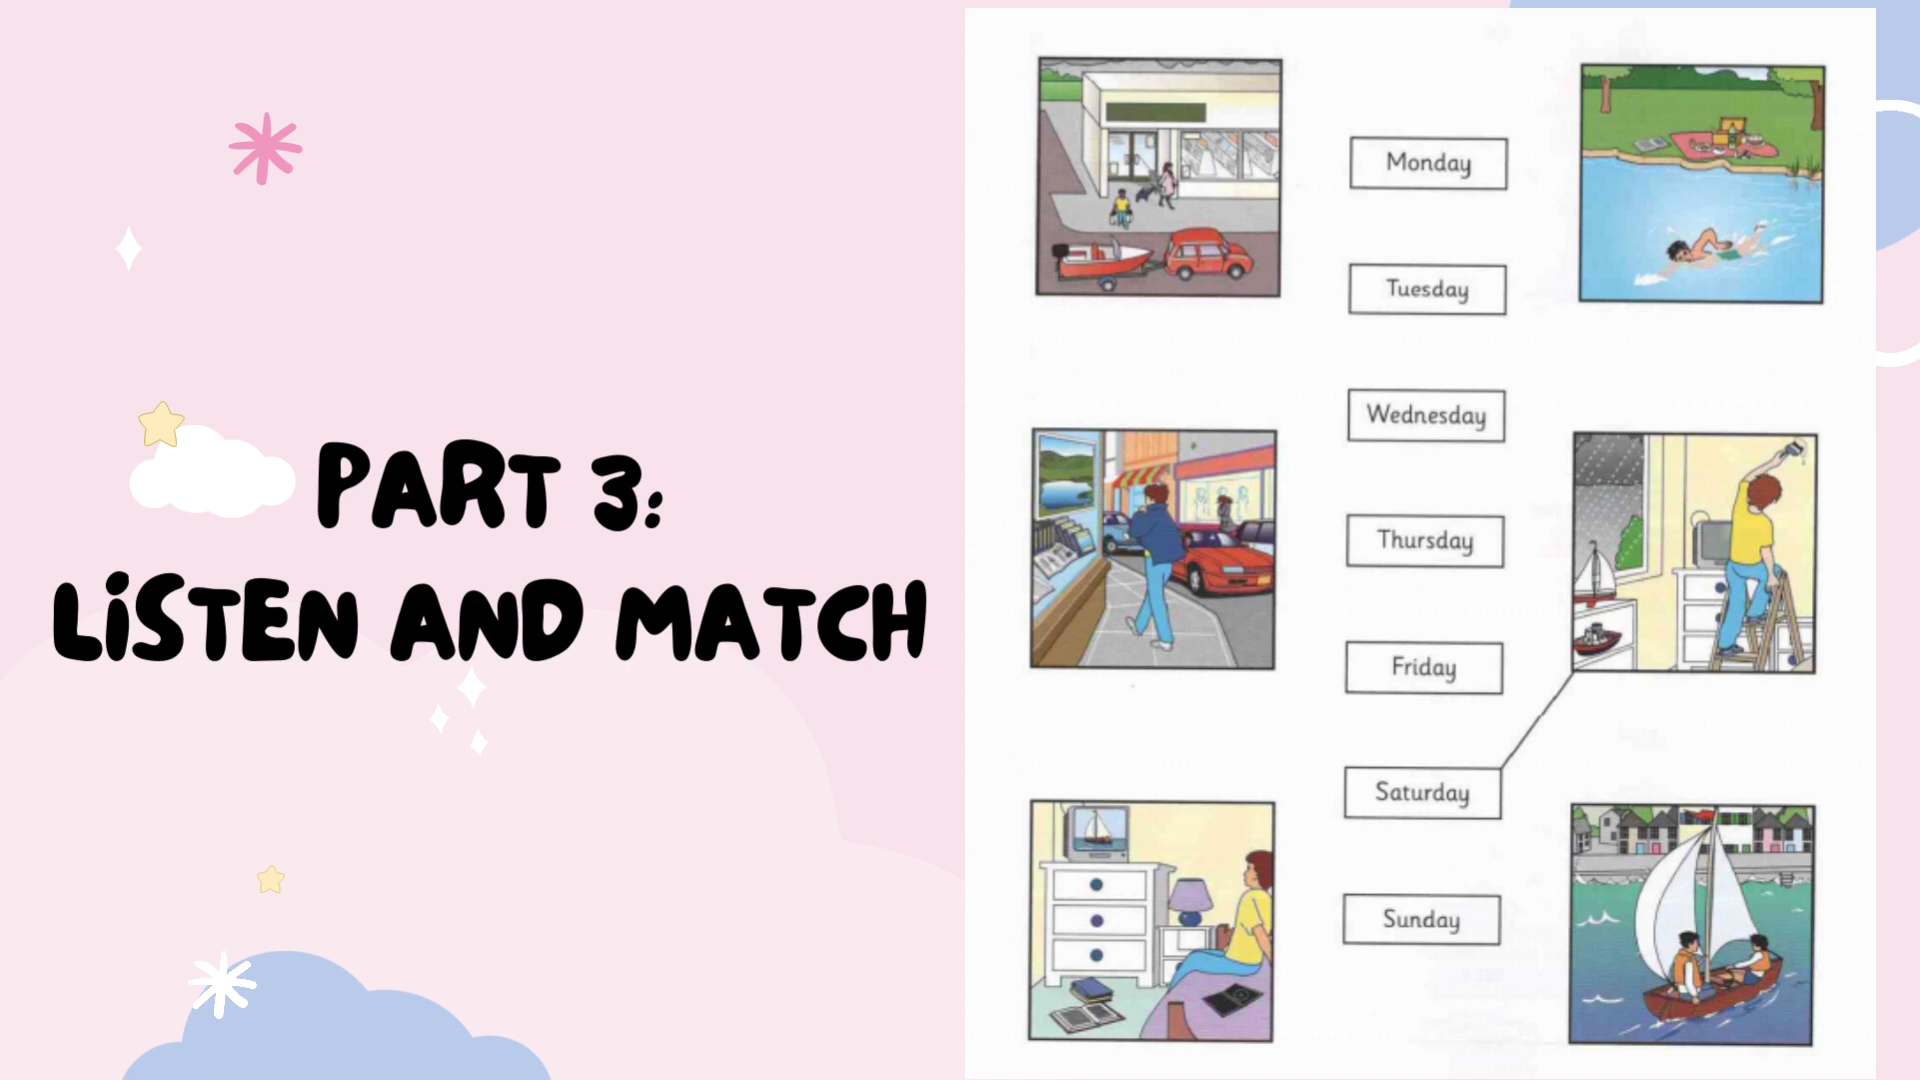 PART 3:
LISTEN AND MATCH
Monday
Tuesday
Wednesday
Thursday
Friday
Saturday
Sunday